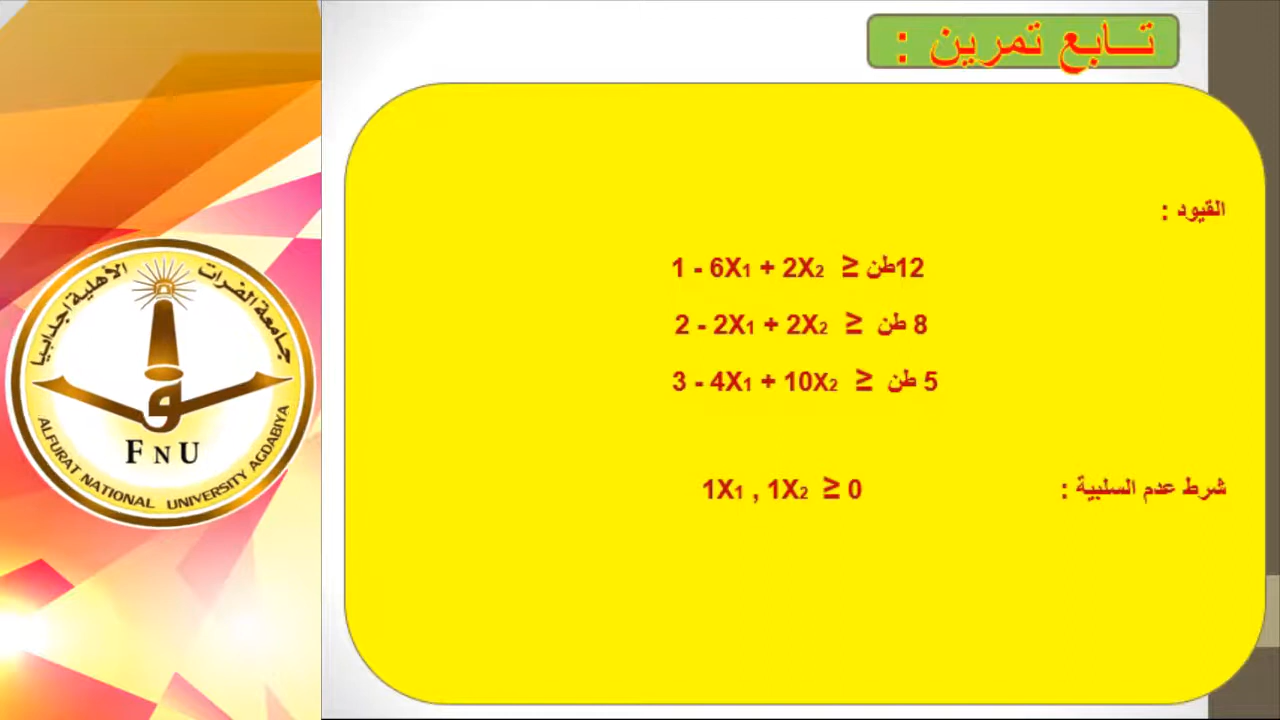 تــابع تمرين :
القيود :
1 - 6X1 + 2X2 ≥ 12طن
2 - 2X1 + 2X2 ≥ 8 طن
3 - 4X1 + 10X2 ≥ 5 طن
شرط عدم السلبية : 1X1 , 1X2 ≥ 0
جامعة الفرات الأهلية اجدابيا
F N U
ALFURAT NATIONAL UNIVERSITY AGDABIYA